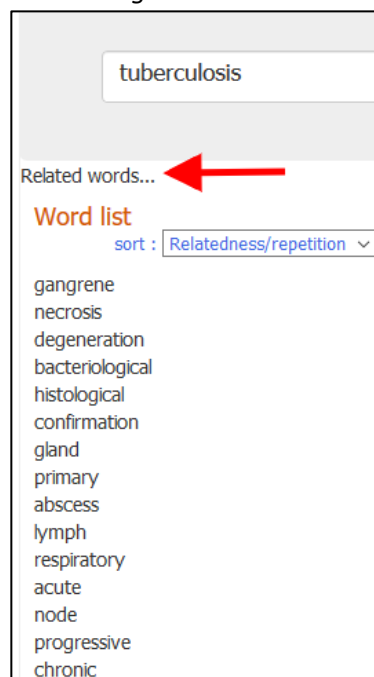 tuberculosis
Related words...
Word list
sort : Relatedness/repetition
gangrene
necrosis
degeneration
bacteriological
histological
confirmation
gland
primary
abscess
lymph
respiratory
acute
node
progressive
chronic